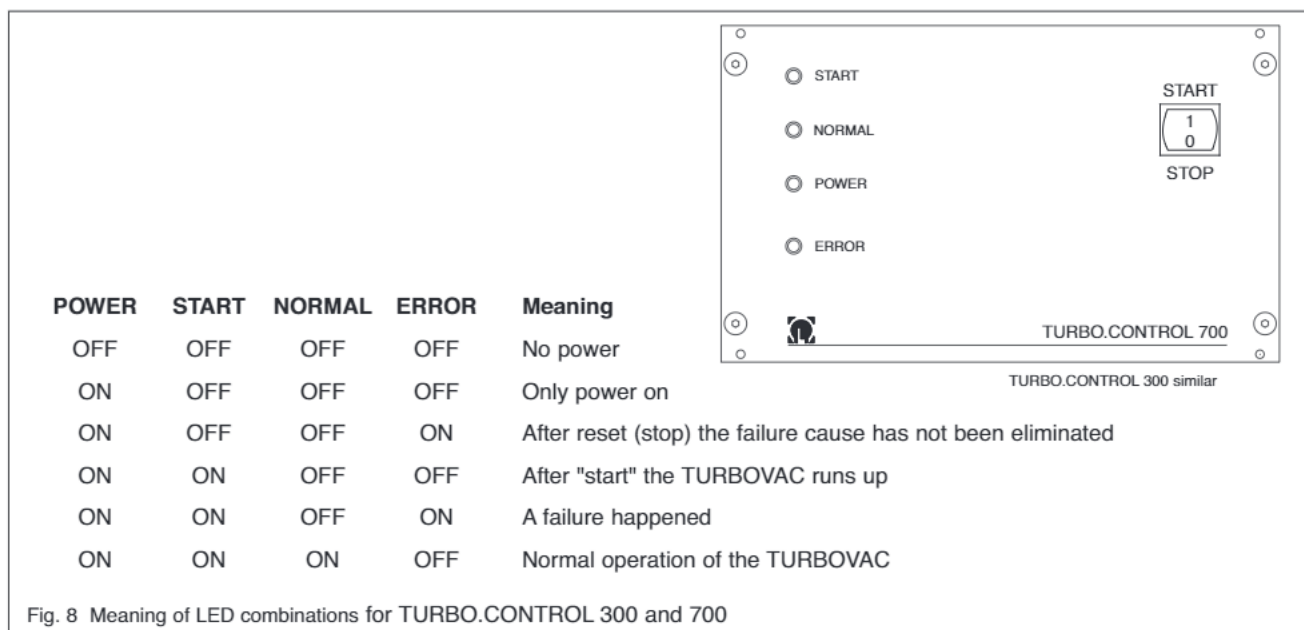 START
NORMAL
POWER
ERROR
START
1
0
STOP
TURBO.CONTROL 700
TURBO.CONTROL 300 similar
POWER START NORMAL ERROR Meaning
OFF OFF OFF OFF No power
ON OFF OFF OFF Only power on
ON OFF OFF ON After reset (stop) the failure cause has not been eliminated
ON ON OFF OFF After "start" the TURBOVAC runs up
ON ON OFF ON A failure happened
ON ON ON OFF Normal operation of the TURBOVAC
Fig. 8 Meaning of LED combinations for TURBO.CONTROL 300 and 700